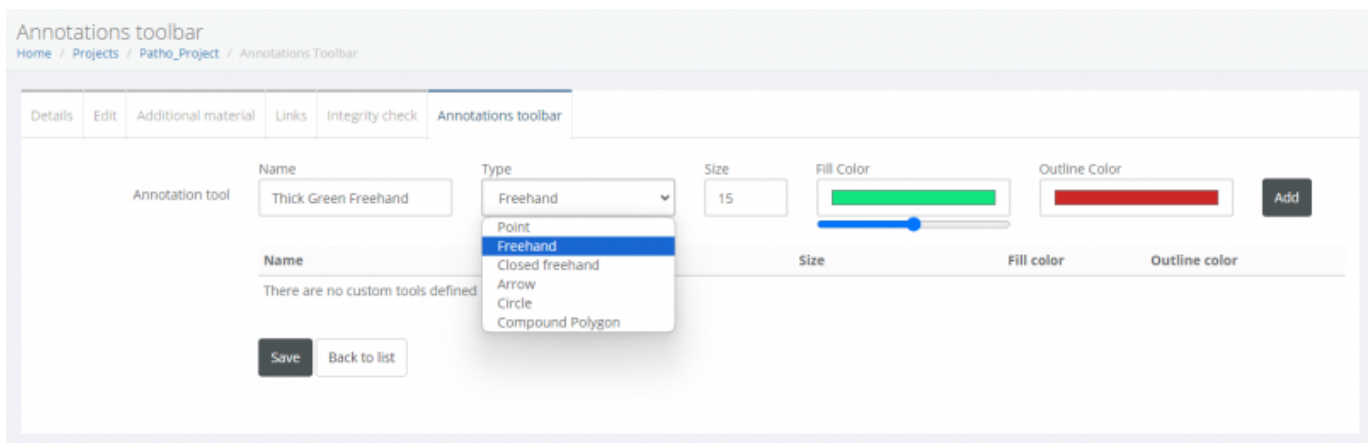 Annotations toolbar
Home / Projects / Patho_Project / Annotations Toolbar
Details Edit Additional material Links Integrity check Annotations toolbar
Name Type Size Fill Color Outline Color
Annotation tool Thick Green Freehand Freehand 15 Add
Point
Freehand
Closed freehand
Arrow
Circle
Compound Polygon
Name Size Fill color Outline color
There are no custom tools defined
Save Back to list